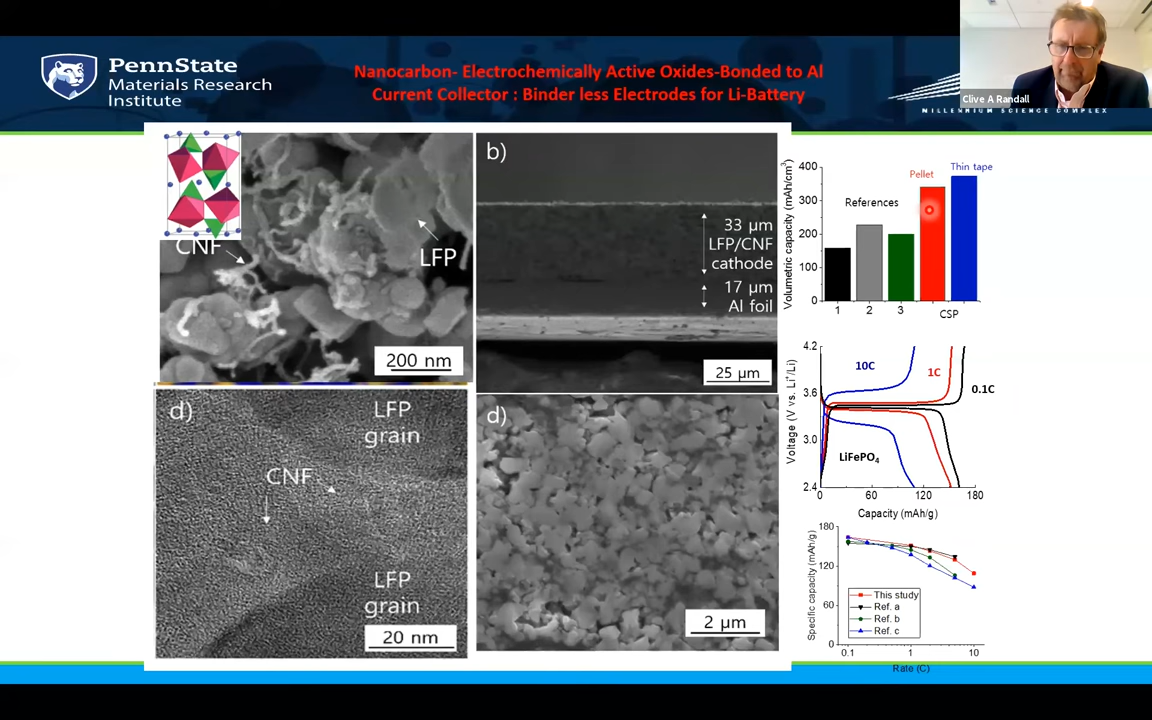 PennState
Materials Research
Institute
Nanocarbon- Electrochemically Active Oxides-Bonded to Al
Current Collector : Binder less Electrodes for Li-Battery
Clive A Randall
MILLENNIUM SCIENCE COMPLEX
CNF
LFP
200 nm
b)
33 μm
LFP/CNF
cathode
17 μm
Al foil
25 μm
d)
LFP
grain
CNF
LFP
grain
20 nm
d)
2 μm
Volumetric capacity (mAh/cm³)
400
300
200
100
0
References
Pellet
Thin tape
1 2 3 CSP
Voltage (V vs. Li⁺/Li)
4.2
3.6
3.0
2.4
10C
1C
0.1C
LiFePO₄
0 60 120 180
Capacity (mAh/g)
Specific capacity (mAh/g)
180
120
60
0
This study
Ref. a
Ref. b
Ref. c
0.1 1 10
Rate (C)